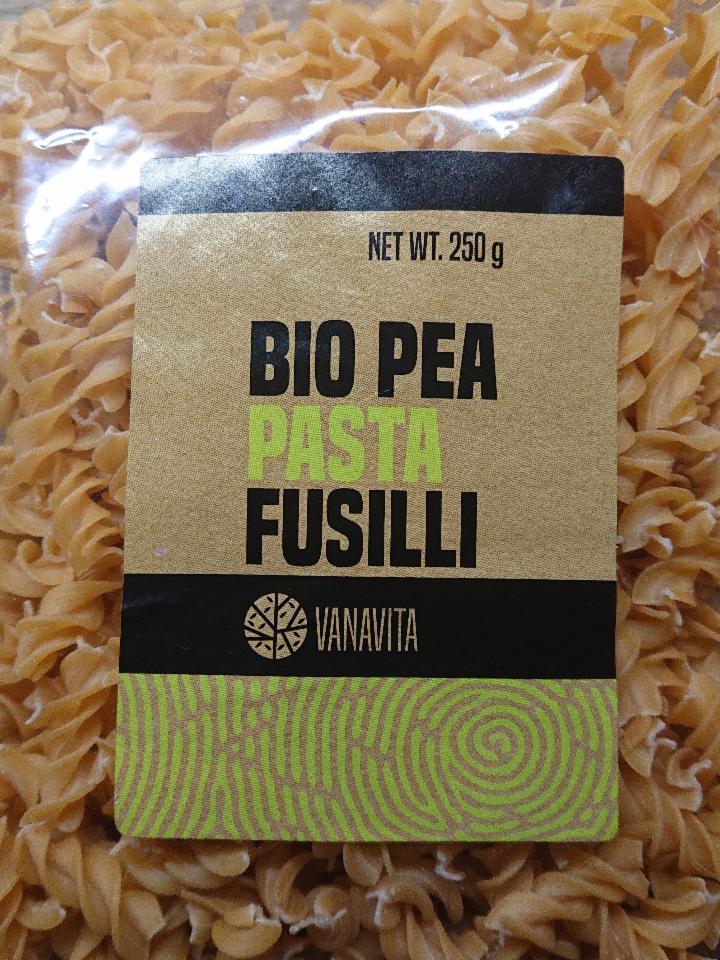 NET WT. 250 g
BIO PEA
PASTA
FUSILLI
VANAVITA